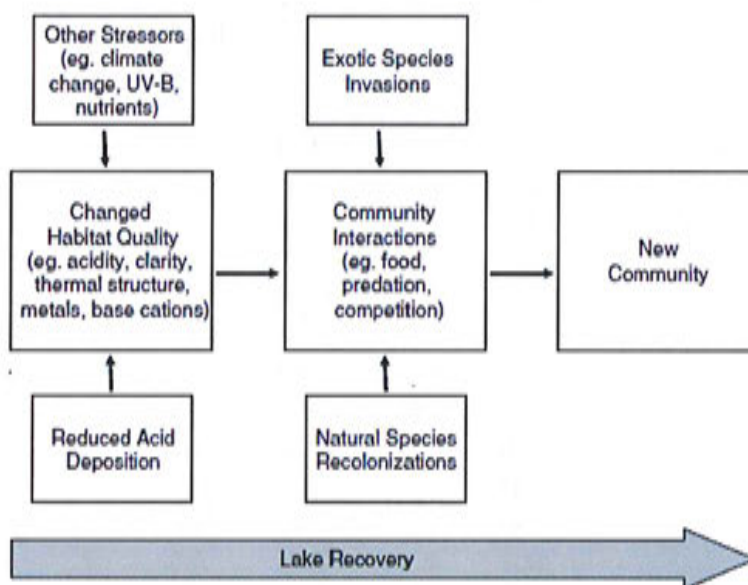 Other Stressors
(eg. climate
change, UV-B,
nutrients)
Exotic Species
Invasions
Changed
Habitat Quality
(eg. acidity, clarity,
thermal structure,
metals, base cations)
Community
Interactions
(eg. food,
predation,
competition)
New
Community
Reduced Acid
Deposition
Natural Species
Recolonizations
Lake Recovery